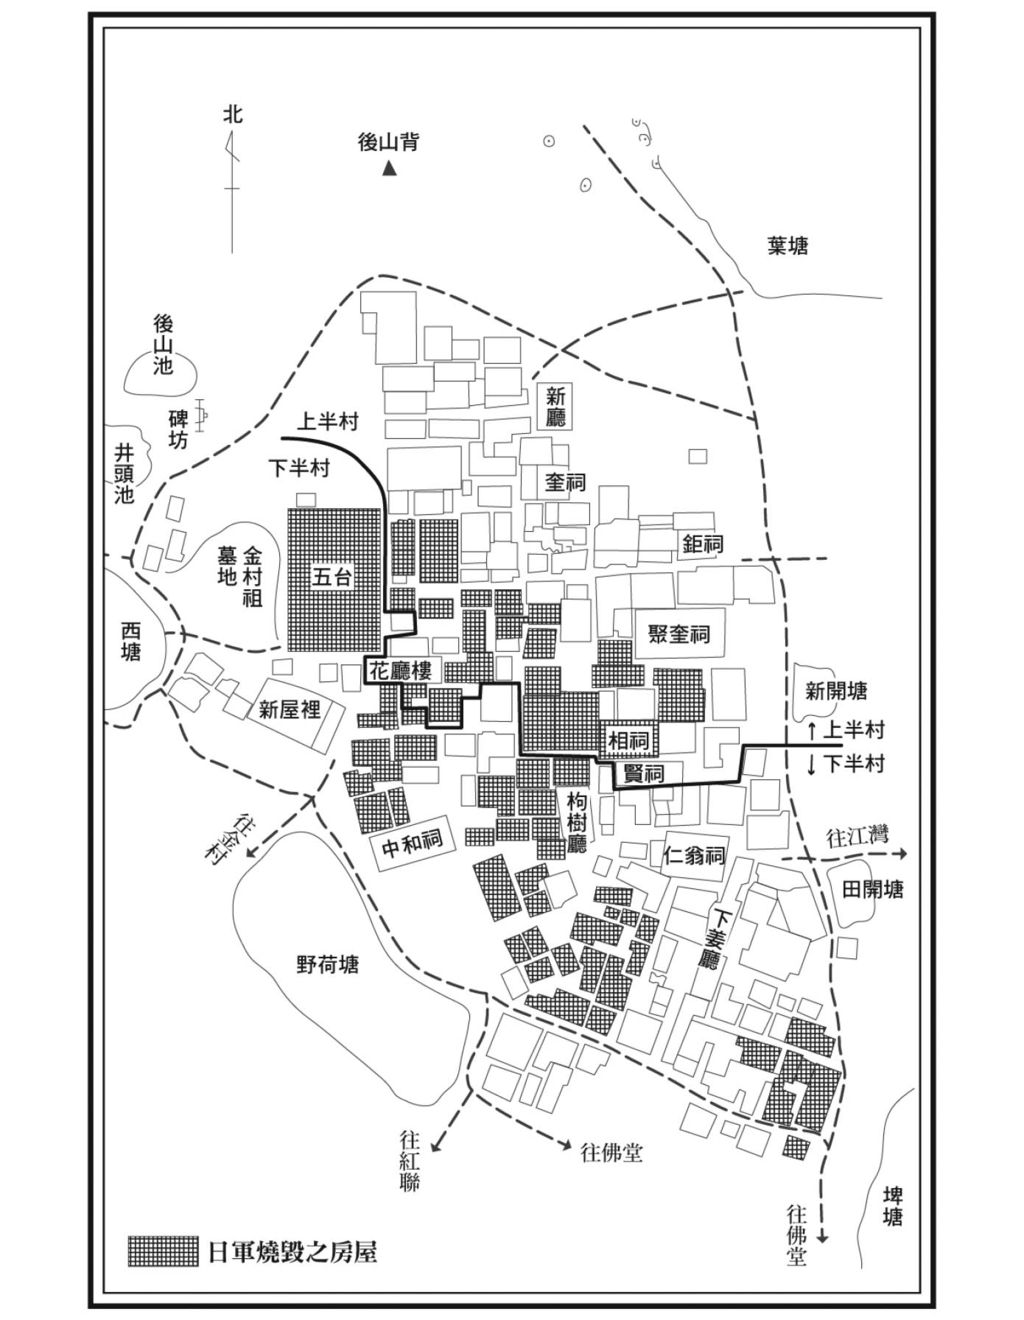 北
後山背
葉塘
後山池
碑坊
井頭池
上半村
下半村
新廳
奎祠
鉅祠
五台
金村祖
墓地
西塘
聚奎祠
花廳樓
新屋裡
新開塘
上半村
下半村
相祠
賢祠
枸樹廳
中和祠
仁翁祠
往江灣
田開塘
往金村
下姜廳
野荷塘
往紅聯
往佛堂
往佛堂
埤塘
日軍燒毀之房屋